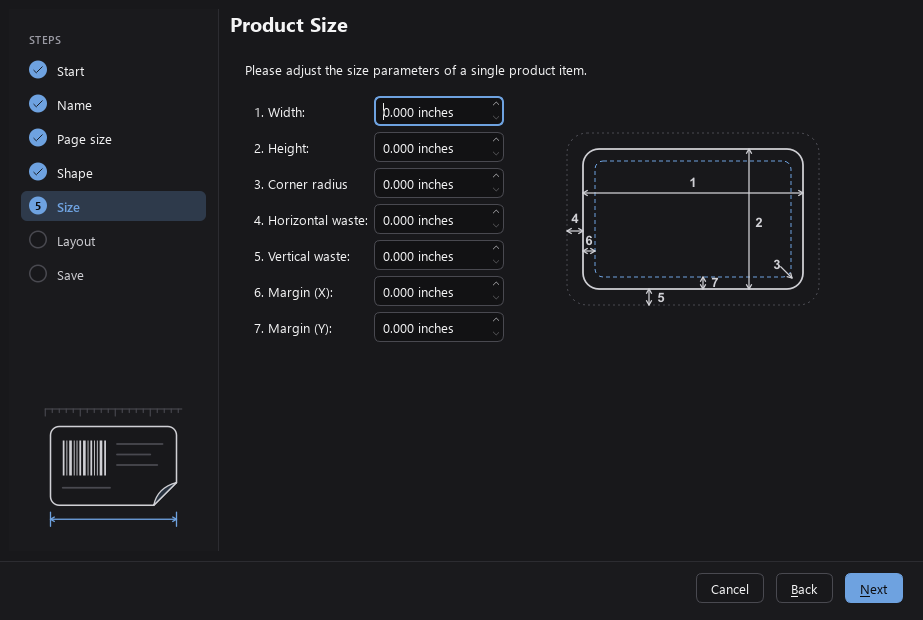 Product Size
STEPS
Start
Name
Page size
Shape
5 Size
Layout
Save
Please adjust the size parameters of a single product item.
1. Width: 0.000 inches
2. Height: 0.000 inches
3. Corner radius 0.000 inches
4. Horizontal waste: 0.000 inches
5. Vertical waste: 0.000 inches
6. Margin (X): 0.000 inches
7. Margin (Y): 0.000 inches
1
2
4
6
3
7
5
Cancel Back Next